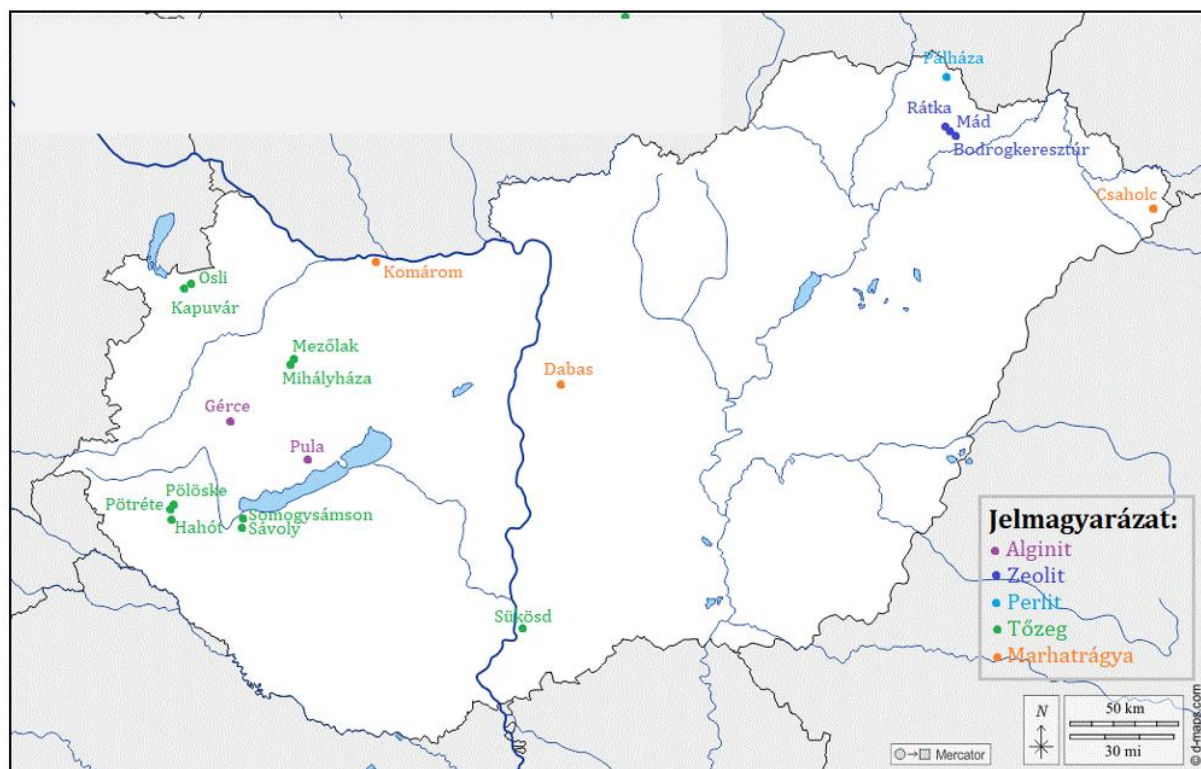 Pálháza
Rátka
Mád
Bodrogkeresztúr
Csaholc
Komárom
Osli
Kapuvár
Mezőlak
Mihályháza
Dabas
Gérce
Pula
Pölöske
Pötréte
Hahót
Somogysámson
Sávoly
Sükösd
Jelmagyarázat:
Alginit
Zeolit
Perlit
Tőzeg
Marhatrágya
N
50 km
30 mi
Mercator
© d-maps.com